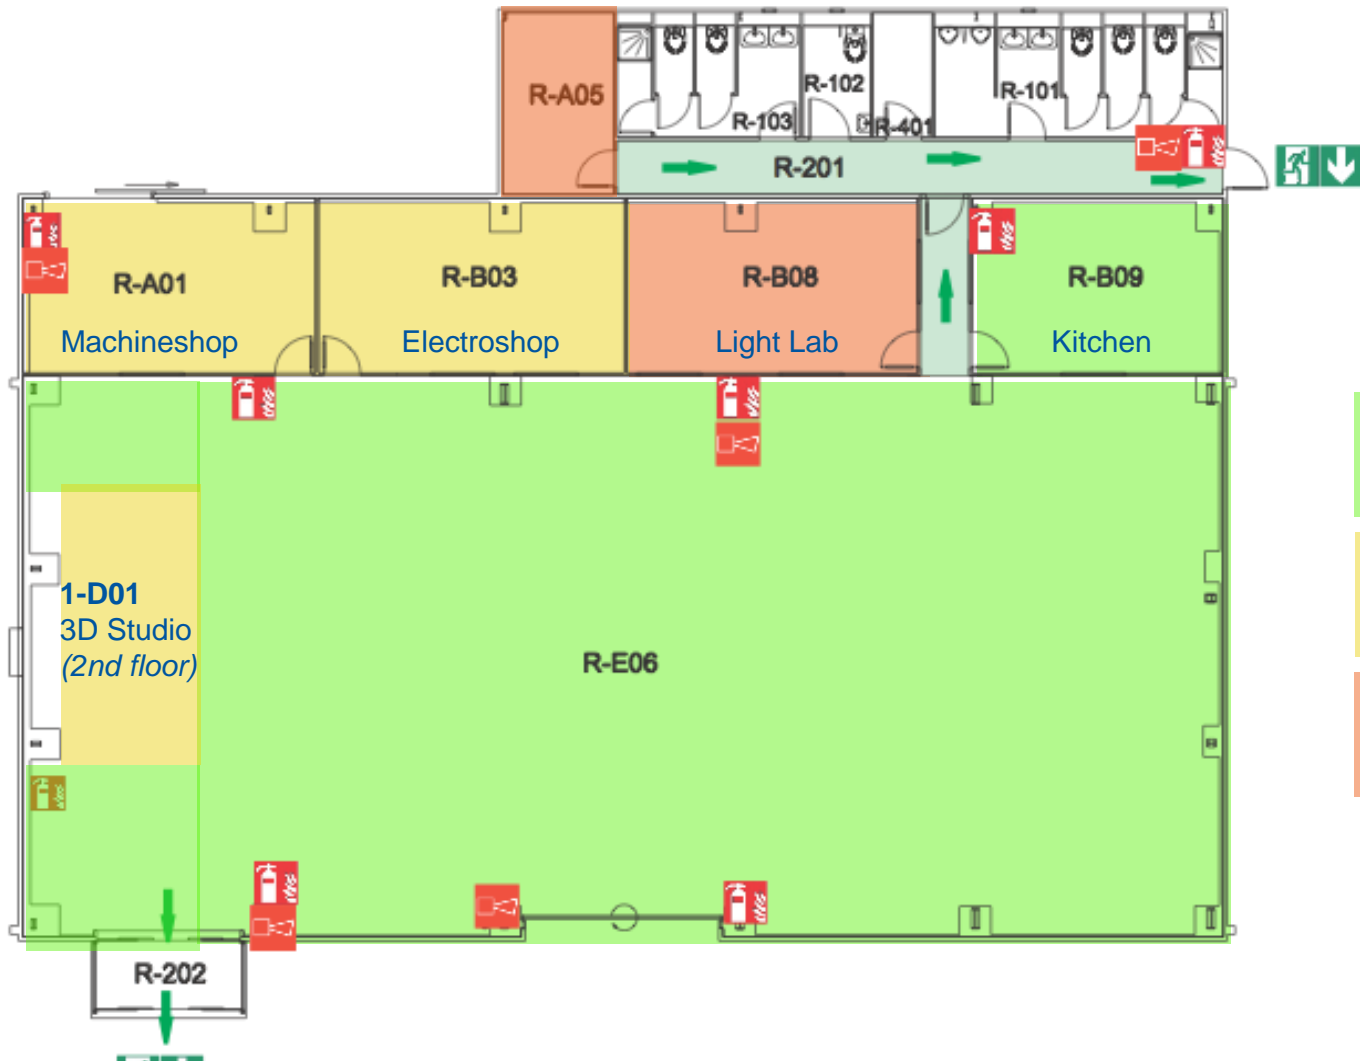 R-A05
R-103
R-102
R-401
R-101
R-201
R-A01
Machineshop
R-B03
Electroshop
R-B08
Light Lab
R-B09
Kitchen
1-D01
3D Studio
(2nd floor)
R-E06
R-202